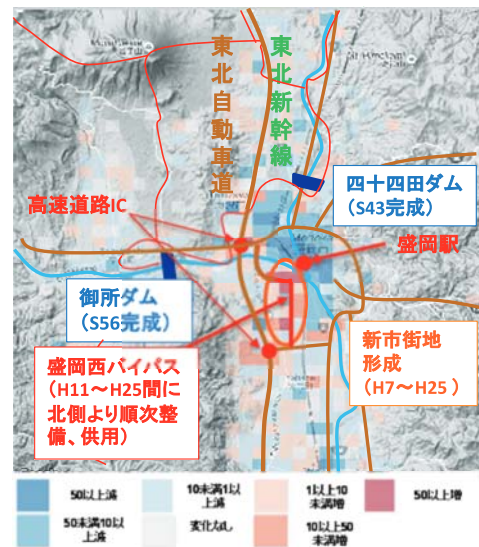 東北自動車道
東北新幹線
四十四田ダム
（S43完成）
高速道路IC
盛岡駅
御所ダム
（S56完成）
新市街地
形成
（H7～H25）
盛岡西バイパス
（H11～H25間に
北側より順次整
備、供用）
50以上減
10未満1以
上減
1以上10
未満増
50以上増
50未満10以
上減
変化なし
10以上50
未満増